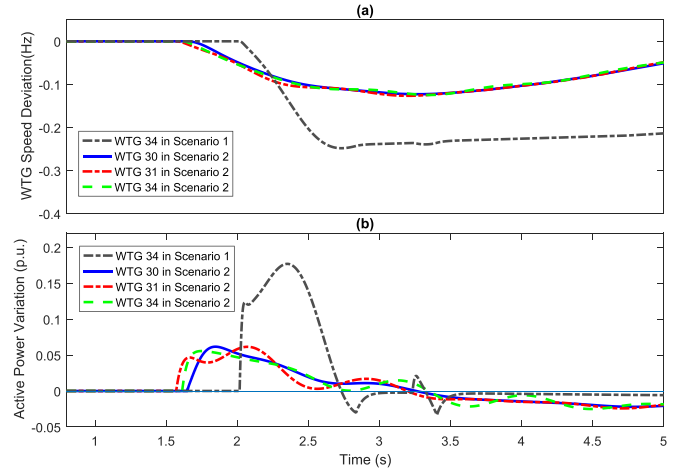 (a)
0
-0.1
-0.2
-0.3
-0.4
WTG Speed Deviation(Hz)
WTG 34 in Scenario 1
WTG 30 in Scenario 2
WTG 31 in Scenario 2
WTG 34 in Scenario 2
(b)
0.2
0.15
0.1
0.05
0
-0.05
Active Power Variation (p.u.)
WTG 34 in Scenario 1
WTG 30 in Scenario 2
WTG 31 in Scenario 2
WTG 34 in Scenario 2
1 1.5 2 2.5 3 3.5 4 4.5 5
Time (s)